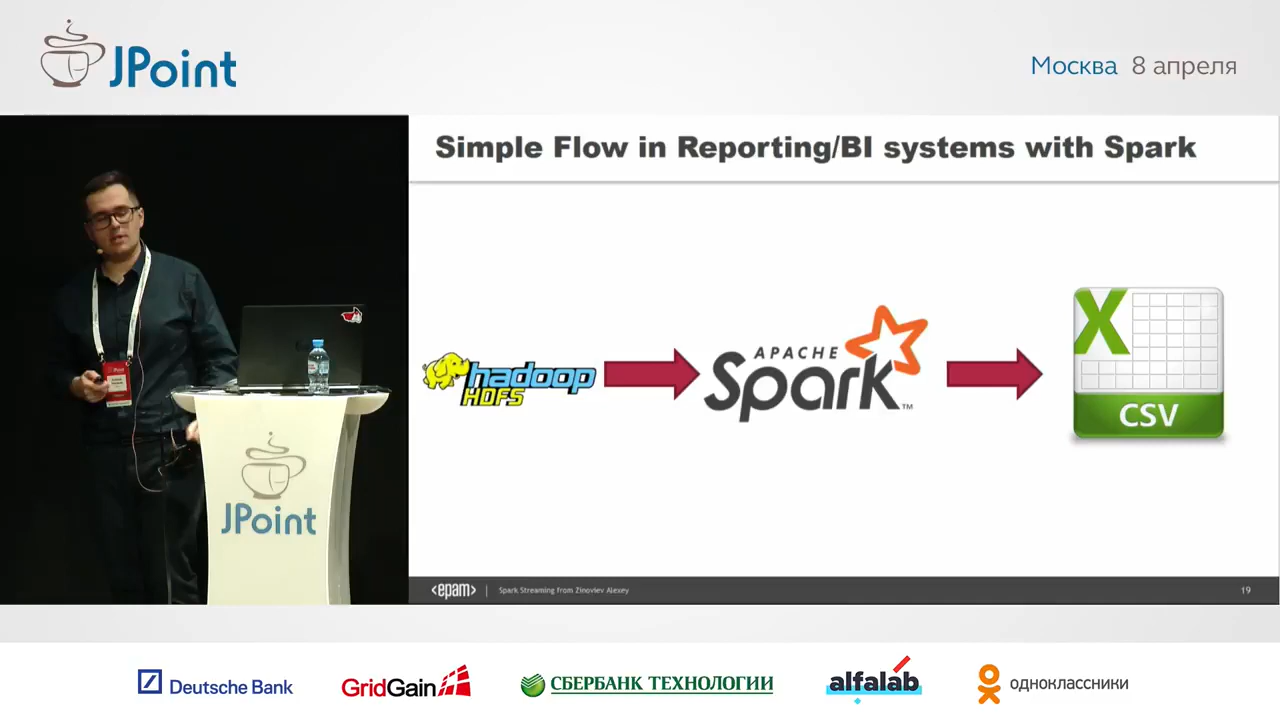 JPoint
Москва 8 апреля
Simple Flow in Reporting/BI systems with Spark
hadoop
HDFS
APACHE
Spark™
X
CSV
JPoint
<epam> | Spark Streaming from Zinoviev Alexey 19
Deutsche Bank
GridGain
СБЕРБАНК ТЕХНОЛОГИИ
alfalab
одноклассники